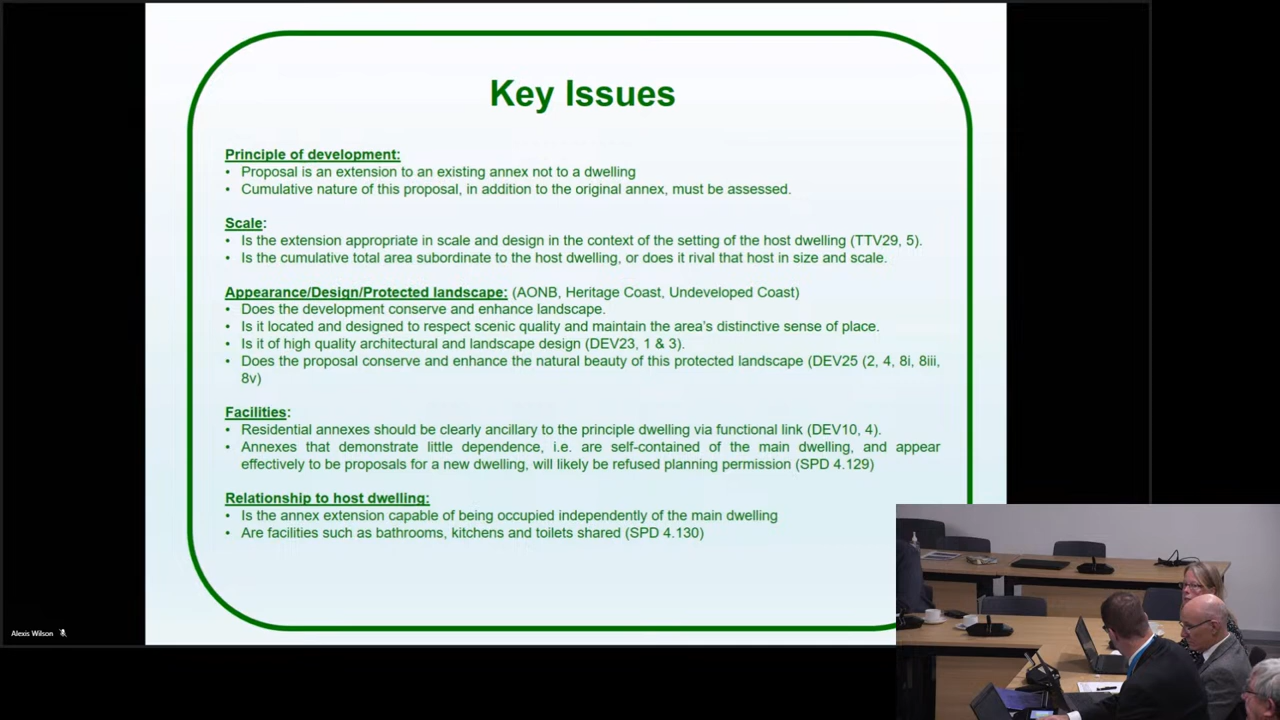 Key Issues
Principle of development:
• Proposal is an extension to an existing annex not to a dwelling
• Cumulative nature of this proposal, in addition to the original annex, must be assessed.
Scale:
• Is the extension appropriate in scale and design in the context of the setting of the host dwelling (TTV29, 5).
• Is the cumulative total area subordinate to the host dwelling, or does it rival that host in size and scale.
Appearance/Design/Protected landscape: (AONB, Heritage Coast, Undeveloped Coast)
• Does the development conserve and enhance landscape.
• Is it located and designed to respect scenic quality and maintain the area's distinctive sense of place.
• Is it of high quality architectural and landscape design (DEV23, 1 & 3).
• Does the proposal conserve and enhance the natural beauty of this protected landscape (DEV25 (2, 4, 8i, 8iii,
8v)
Facilities:
• Residential annexes should be clearly ancillary to the principle dwelling via functional link (DEV10, 4).
• Annexes that demonstrate little dependence, i.e. are self-contained of the main dwelling, and appear
effectively to be proposals for a new dwelling, will likely be refused planning permission (SPD 4.129)
Relationship to host dwelling:
• Is the annex extension capable of being occupied independently of the main dwelling
• Are facilities such as bathrooms, kitchens and toilets shared (SPD 4.130)
Alexis Wilson